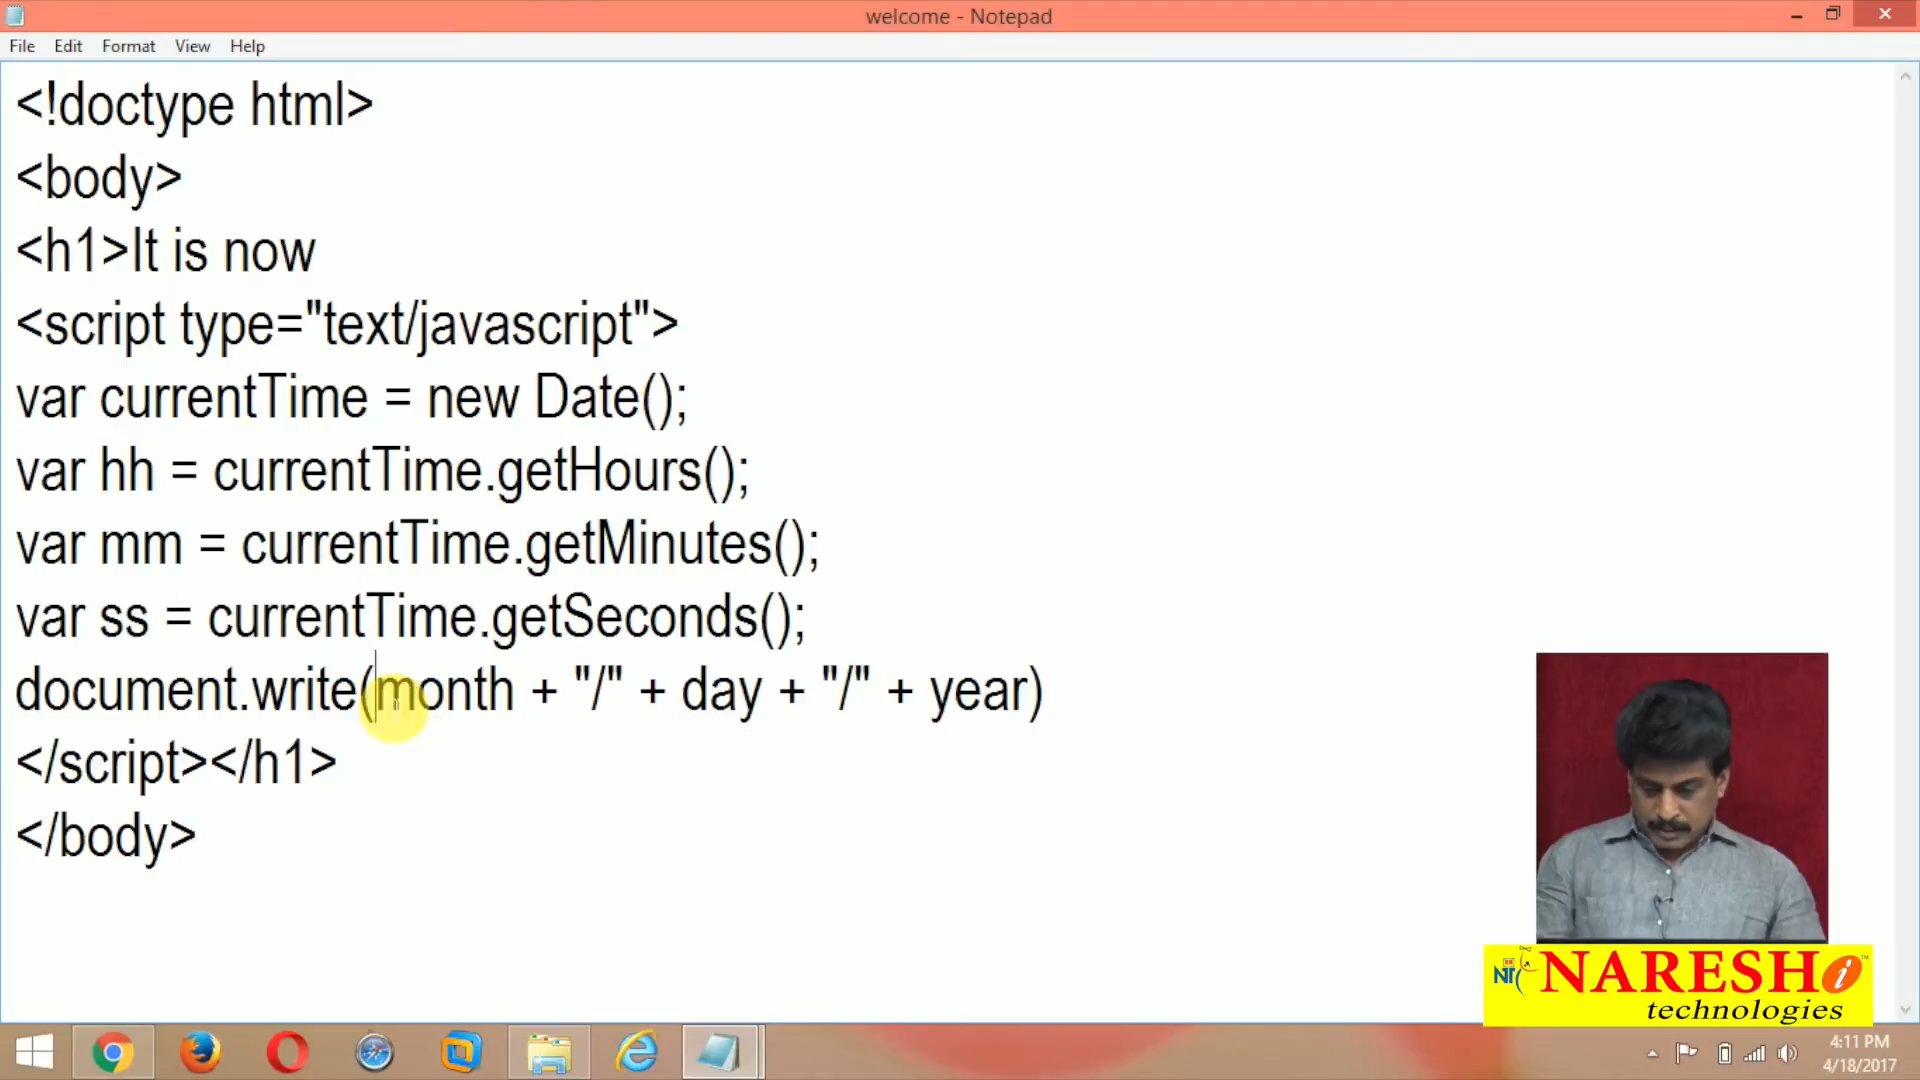 welcome - Notepad
File Edit Format View Help
<!doctype html>
<body>
<h1>It is now
<script type="text/javascript">
var currentTime = new Date();
var hh = currentTime.getHours();
var mm = currentTime.getMinutes();
var ss = currentTime.getSeconds();
document.write(month + "/" + day + "/" + year)
</script></h1>
</body>
NARESH i
technologies
4:11 PM
4/18/2017